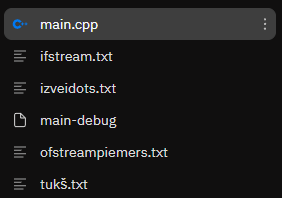 main.cpp
ifstream.txt
izveidots.txt
main-debug
ofstreampiemers.txt
tukš.txt